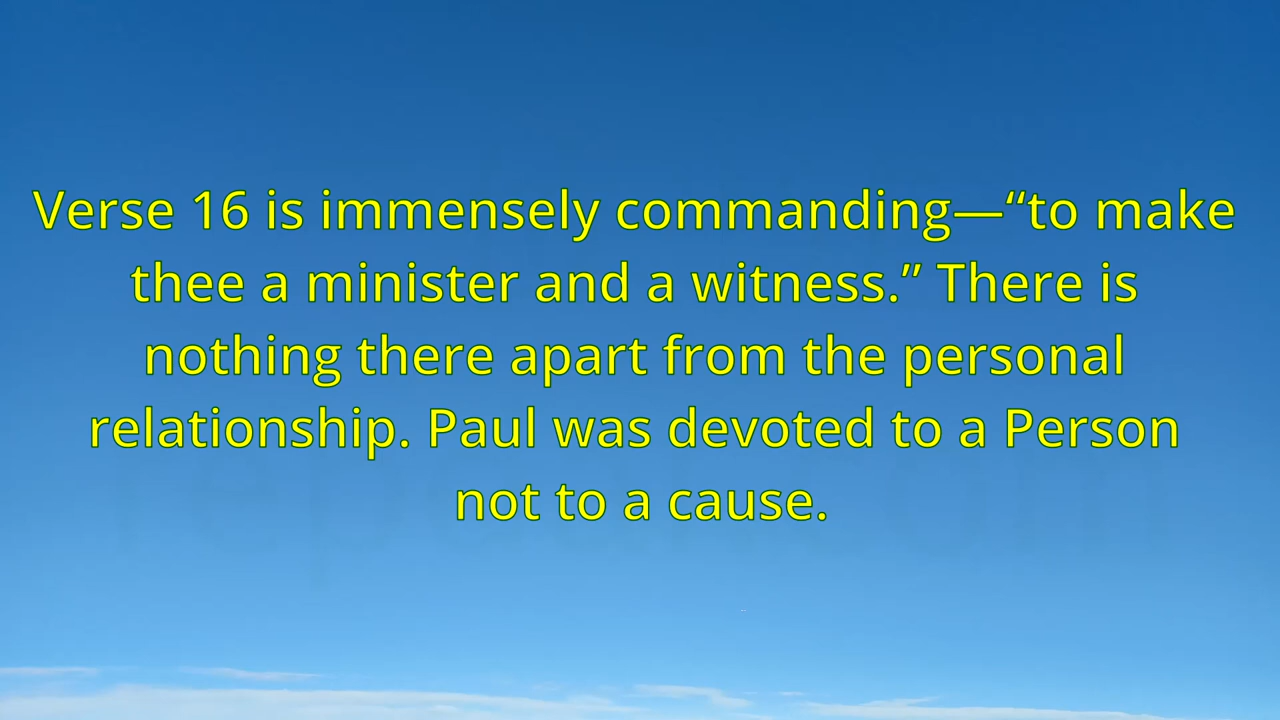 Verse 16 is immensely commanding—“to make
thee a minister and a witness.” There is
nothing there apart from the personal
relationship. Paul was devoted to a Person
not to a cause.